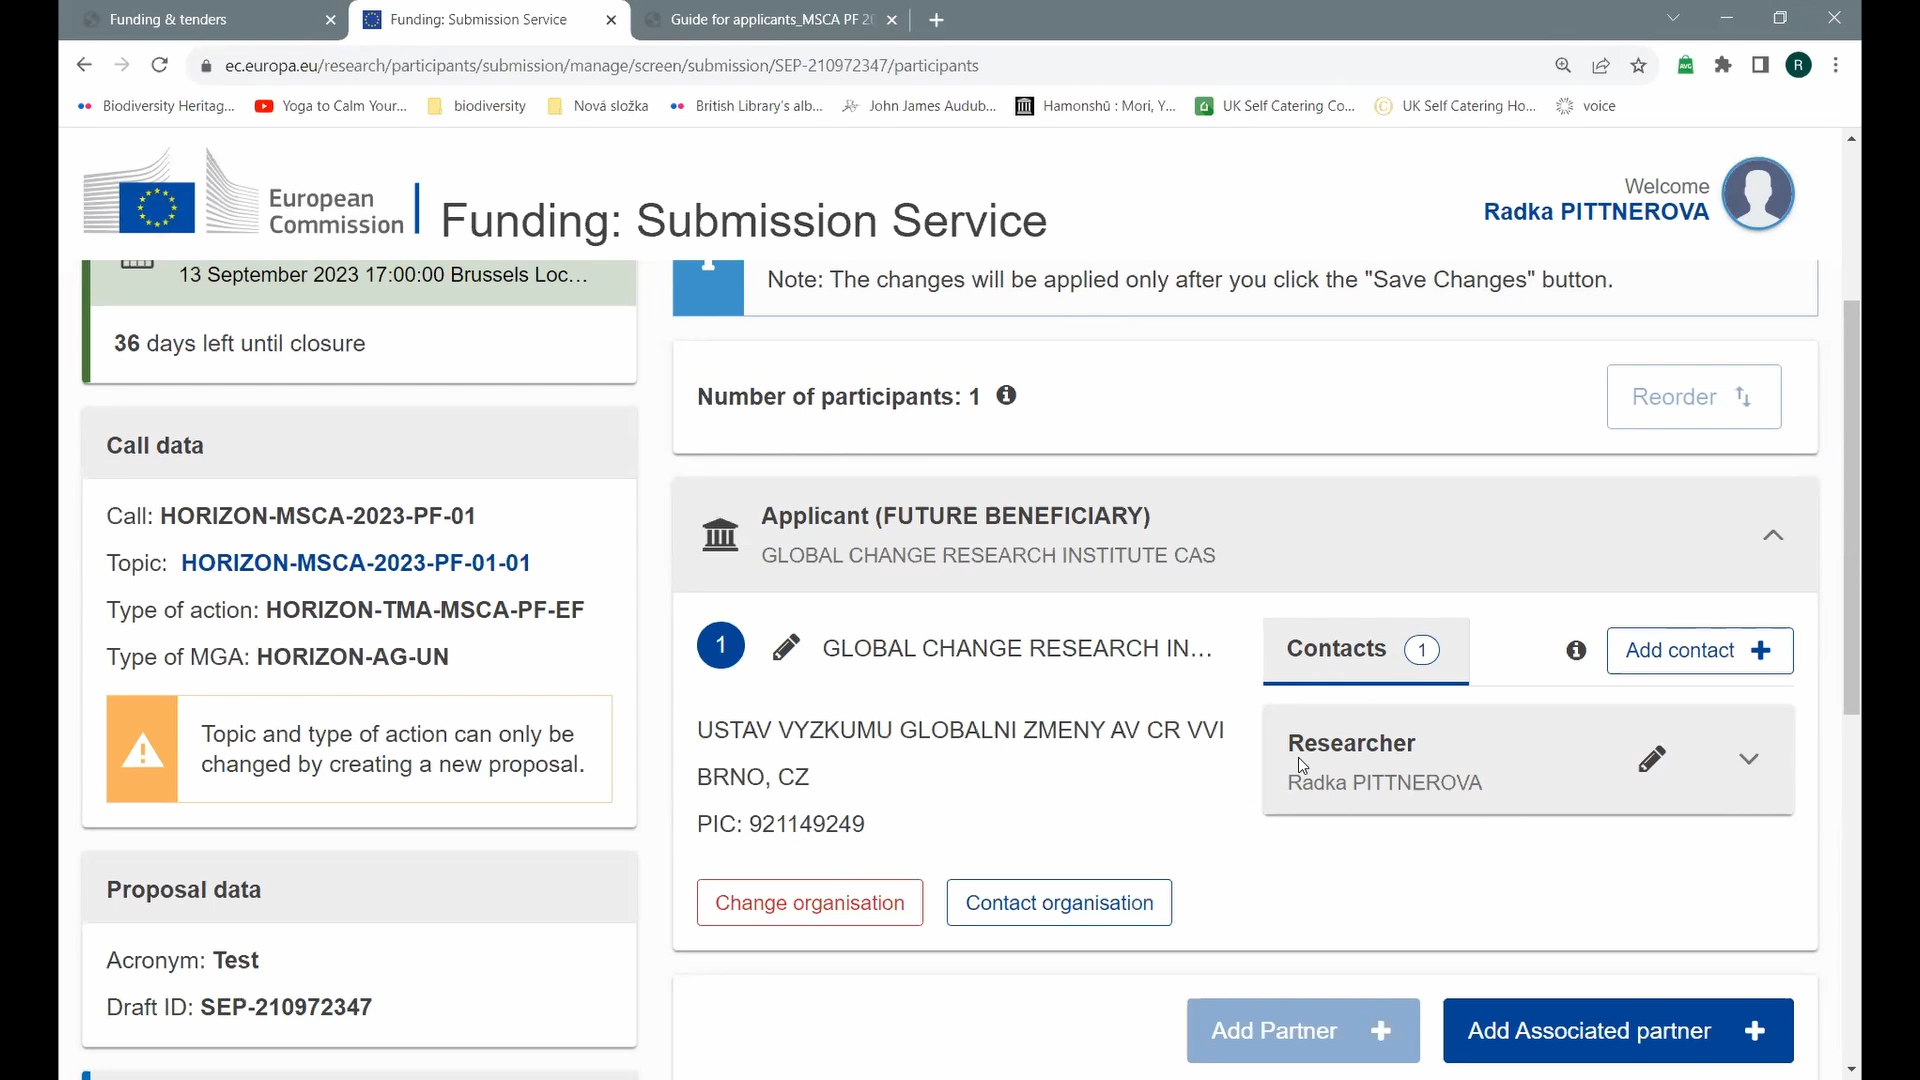 Funding & tenders
Funding: Submission Service
Guide for applicants_MSCA PF 20
ec.europa.eu/research/participants/submission/manage/screen/submission/SEP-210972347/participants
R
Biodiversity Heritag...
Yoga to Calm Your...
biodiversity
Nová složka
British Library's alb...
John James Audub...
Hamonshū : Mori, Y...
UK Self Catering Co...
UK Self Catering Ho...
voice
European
Commission
Funding: Submission Service
Welcome
Radka PITTNEROVA
13 September 2023 17:00:00 Brussels Loc...
36 days left until closure
Call data
Call: HORIZON-MSCA-2023-PF-01
Topic: HORIZON-MSCA-2023-PF-01-01
Type of action: HORIZON-TMA-MSCA-PF-EF
Type of MGA: HORIZON-AG-UN
Topic and type of action can only be
changed by creating a new proposal.
Proposal data
Acronym: Test
Draft ID: SEP-210972347
Note: The changes will be applied only after you click the "Save Changes" button.
Number of participants: 1
Reorder
Applicant (FUTURE BENEFICIARY)
GLOBAL CHANGE RESEARCH INSTITUTE CAS
1
GLOBAL CHANGE RESEARCH IN...
USTAV VYZKUMU GLOBALNI ZMENY AV CR VVI
BRNO, CZ
PIC: 921149249
Change organisation
Contact organisation
Contacts 1
Add contact
Researcher
Radka PITTNEROVA
Add Partner
Add Associated partner